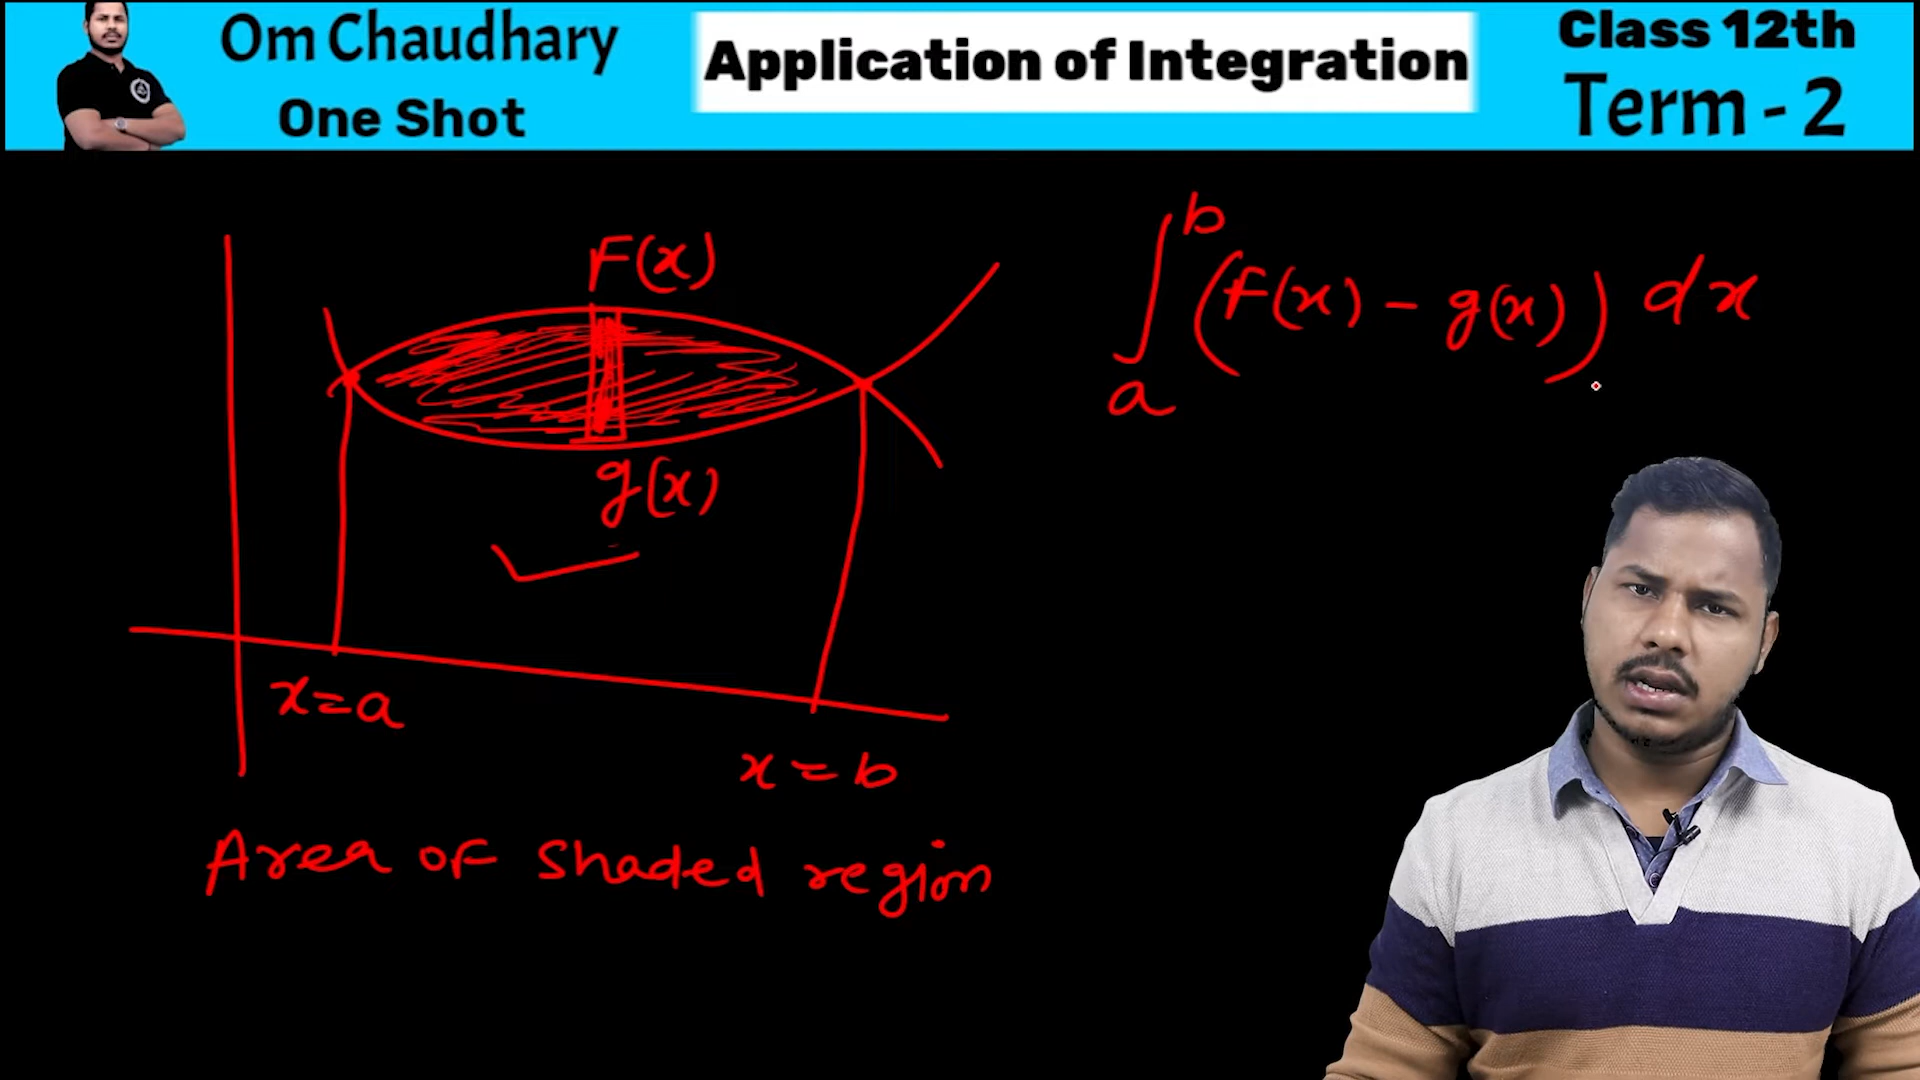 Om Chaudhary
One Shot
Application of Integration
Class 12th
Term - 2
F(x)
g(x)
x=a
x=b
Area of shaded region
∫ₐᵇ (f(x) - g(x)) dx